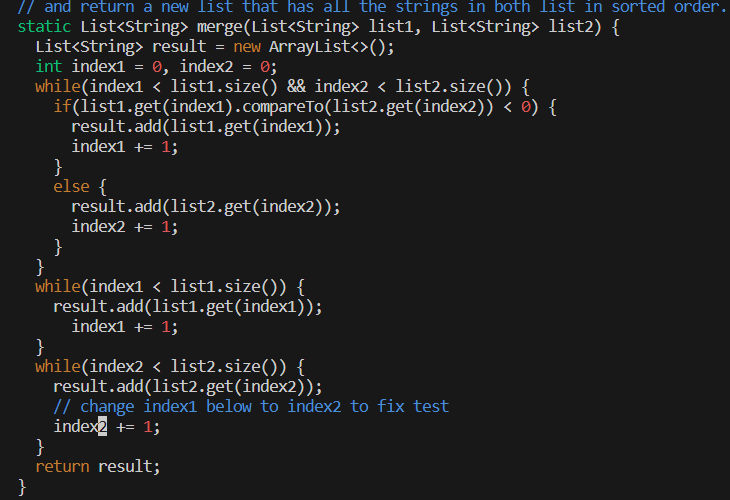 // and return a new list that has all the strings in both list in sorted order.
static List<String> merge(List<String> list1, List<String> list2) {
  List<String> result = new ArrayList<>();
  int index1 = 0, index2 = 0;
  while(index1 < list1.size() && index2 < list2.size()) {
    if(list1.get(index1).compareTo(list2.get(index2)) < 0) {
      result.add(list1.get(index1));
      index1 += 1;
    }
    else {
      result.add(list2.get(index2));
      index2 += 1;
    }
  }
  while(index1 < list1.size()) {
    result.add(list1.get(index1));
      index1 += 1;
  }
  while(index2 < list2.size()) {
    result.add(list2.get(index2));
    // change index1 below to index2 to fix test
    index2 += 1;
  }
  return result;
}